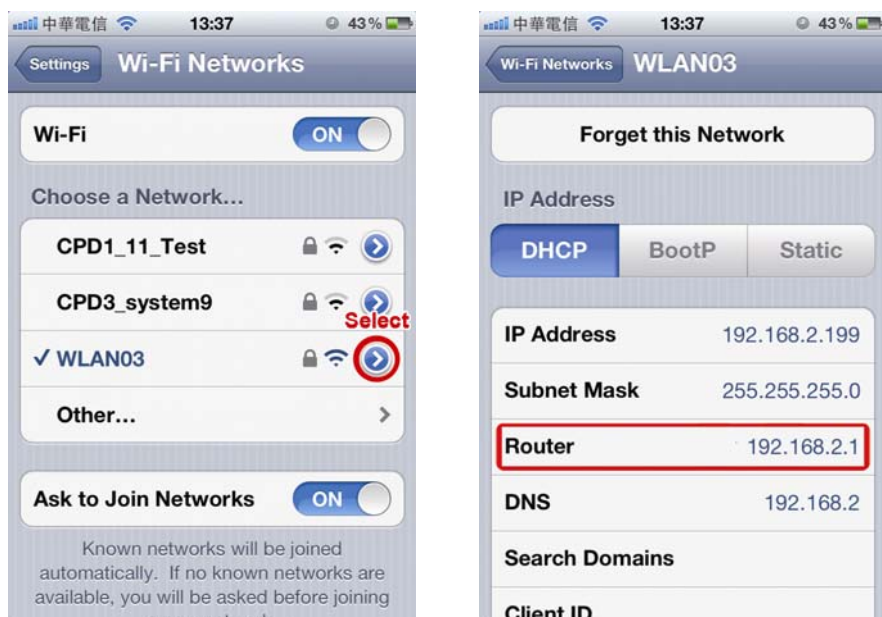 中華電信 13:37 43%
Settings Wi-Fi Networks
Wi-Fi ON
Choose a Network...
CPD1_11_Test
CPD3_system9
Select
✓ WLAN03
Other...
Ask to Join Networks ON
Known networks will be joined
automatically. If no known networks are
available, you will be asked before joining
中華電信 13:37 43%
Wi-Fi Networks WLAN03
Forget this Network
IP Address
DHCP BootP Static
IP Address 192.168.2.199
Subnet Mask 255.255.255.0
Router 192.168.2.1
DNS 192.168.2
Search Domains
Client ID